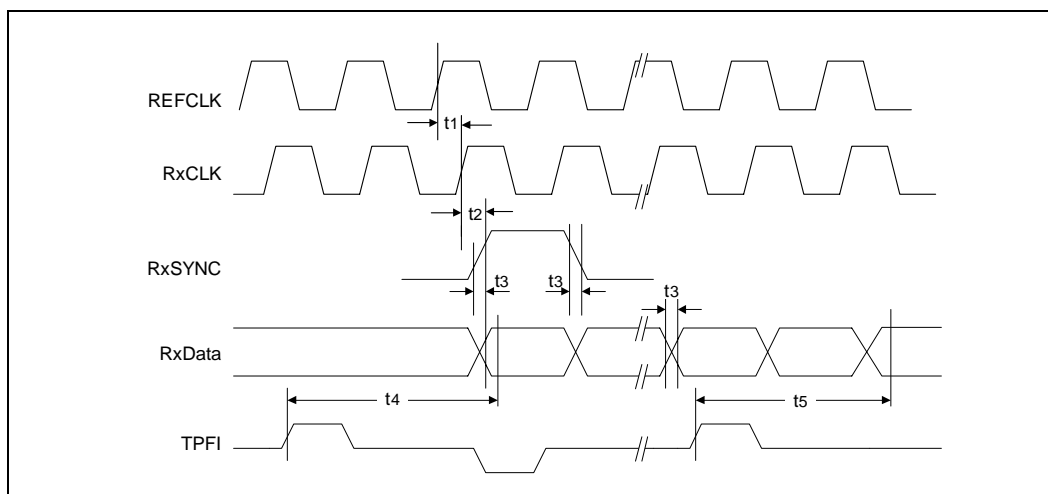 REFCLK
t1
RxCLK
t2
RxSYNC
t3
t3
t3
RxData
t4
t5
TPFI